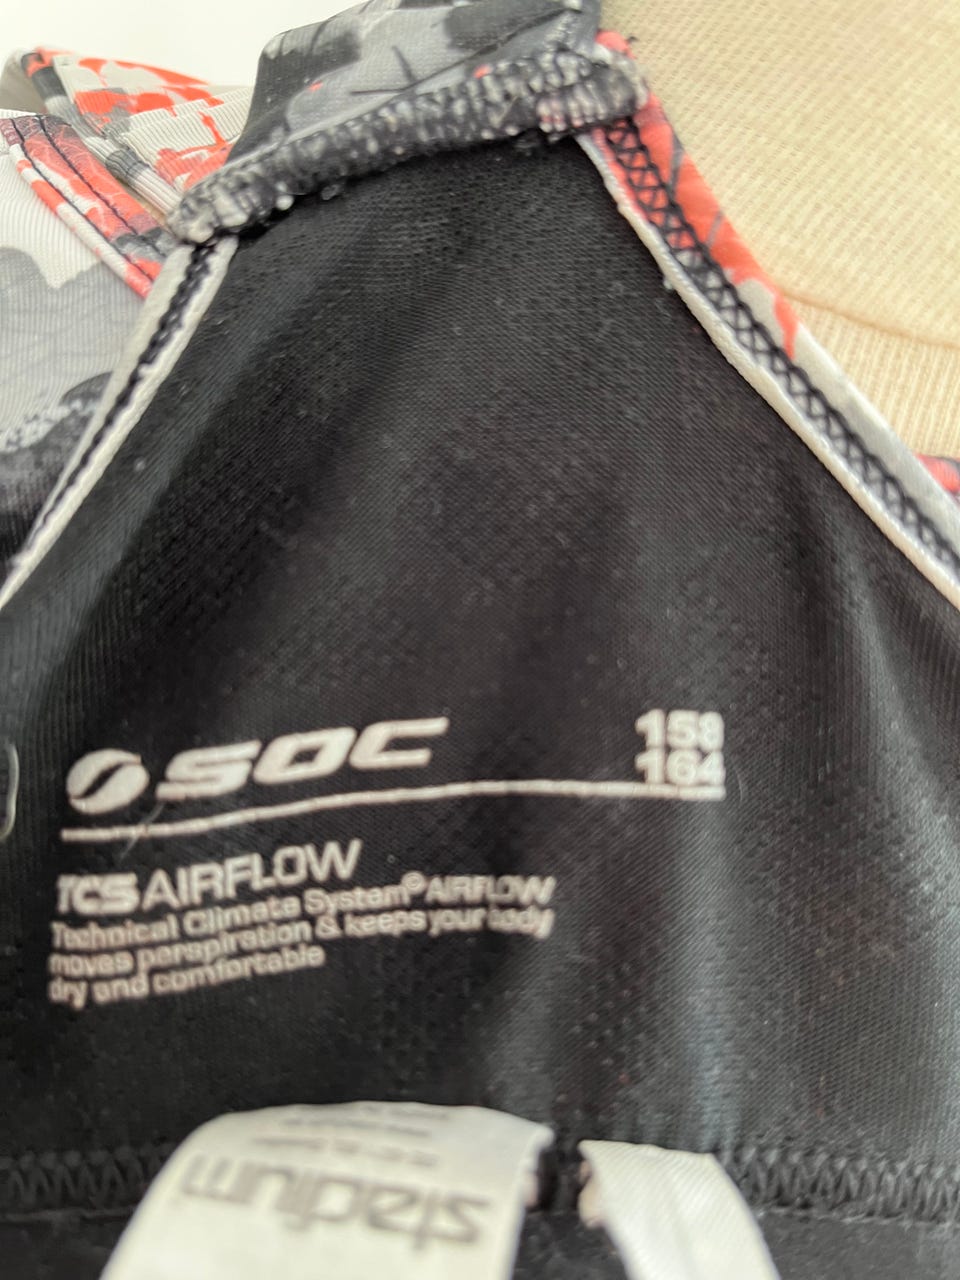 SOC
158
164
TCS AIRFLOW
Technical Climate System® AIRFLOW
moves perspiration & keeps your body
dry and comfortable
stadium